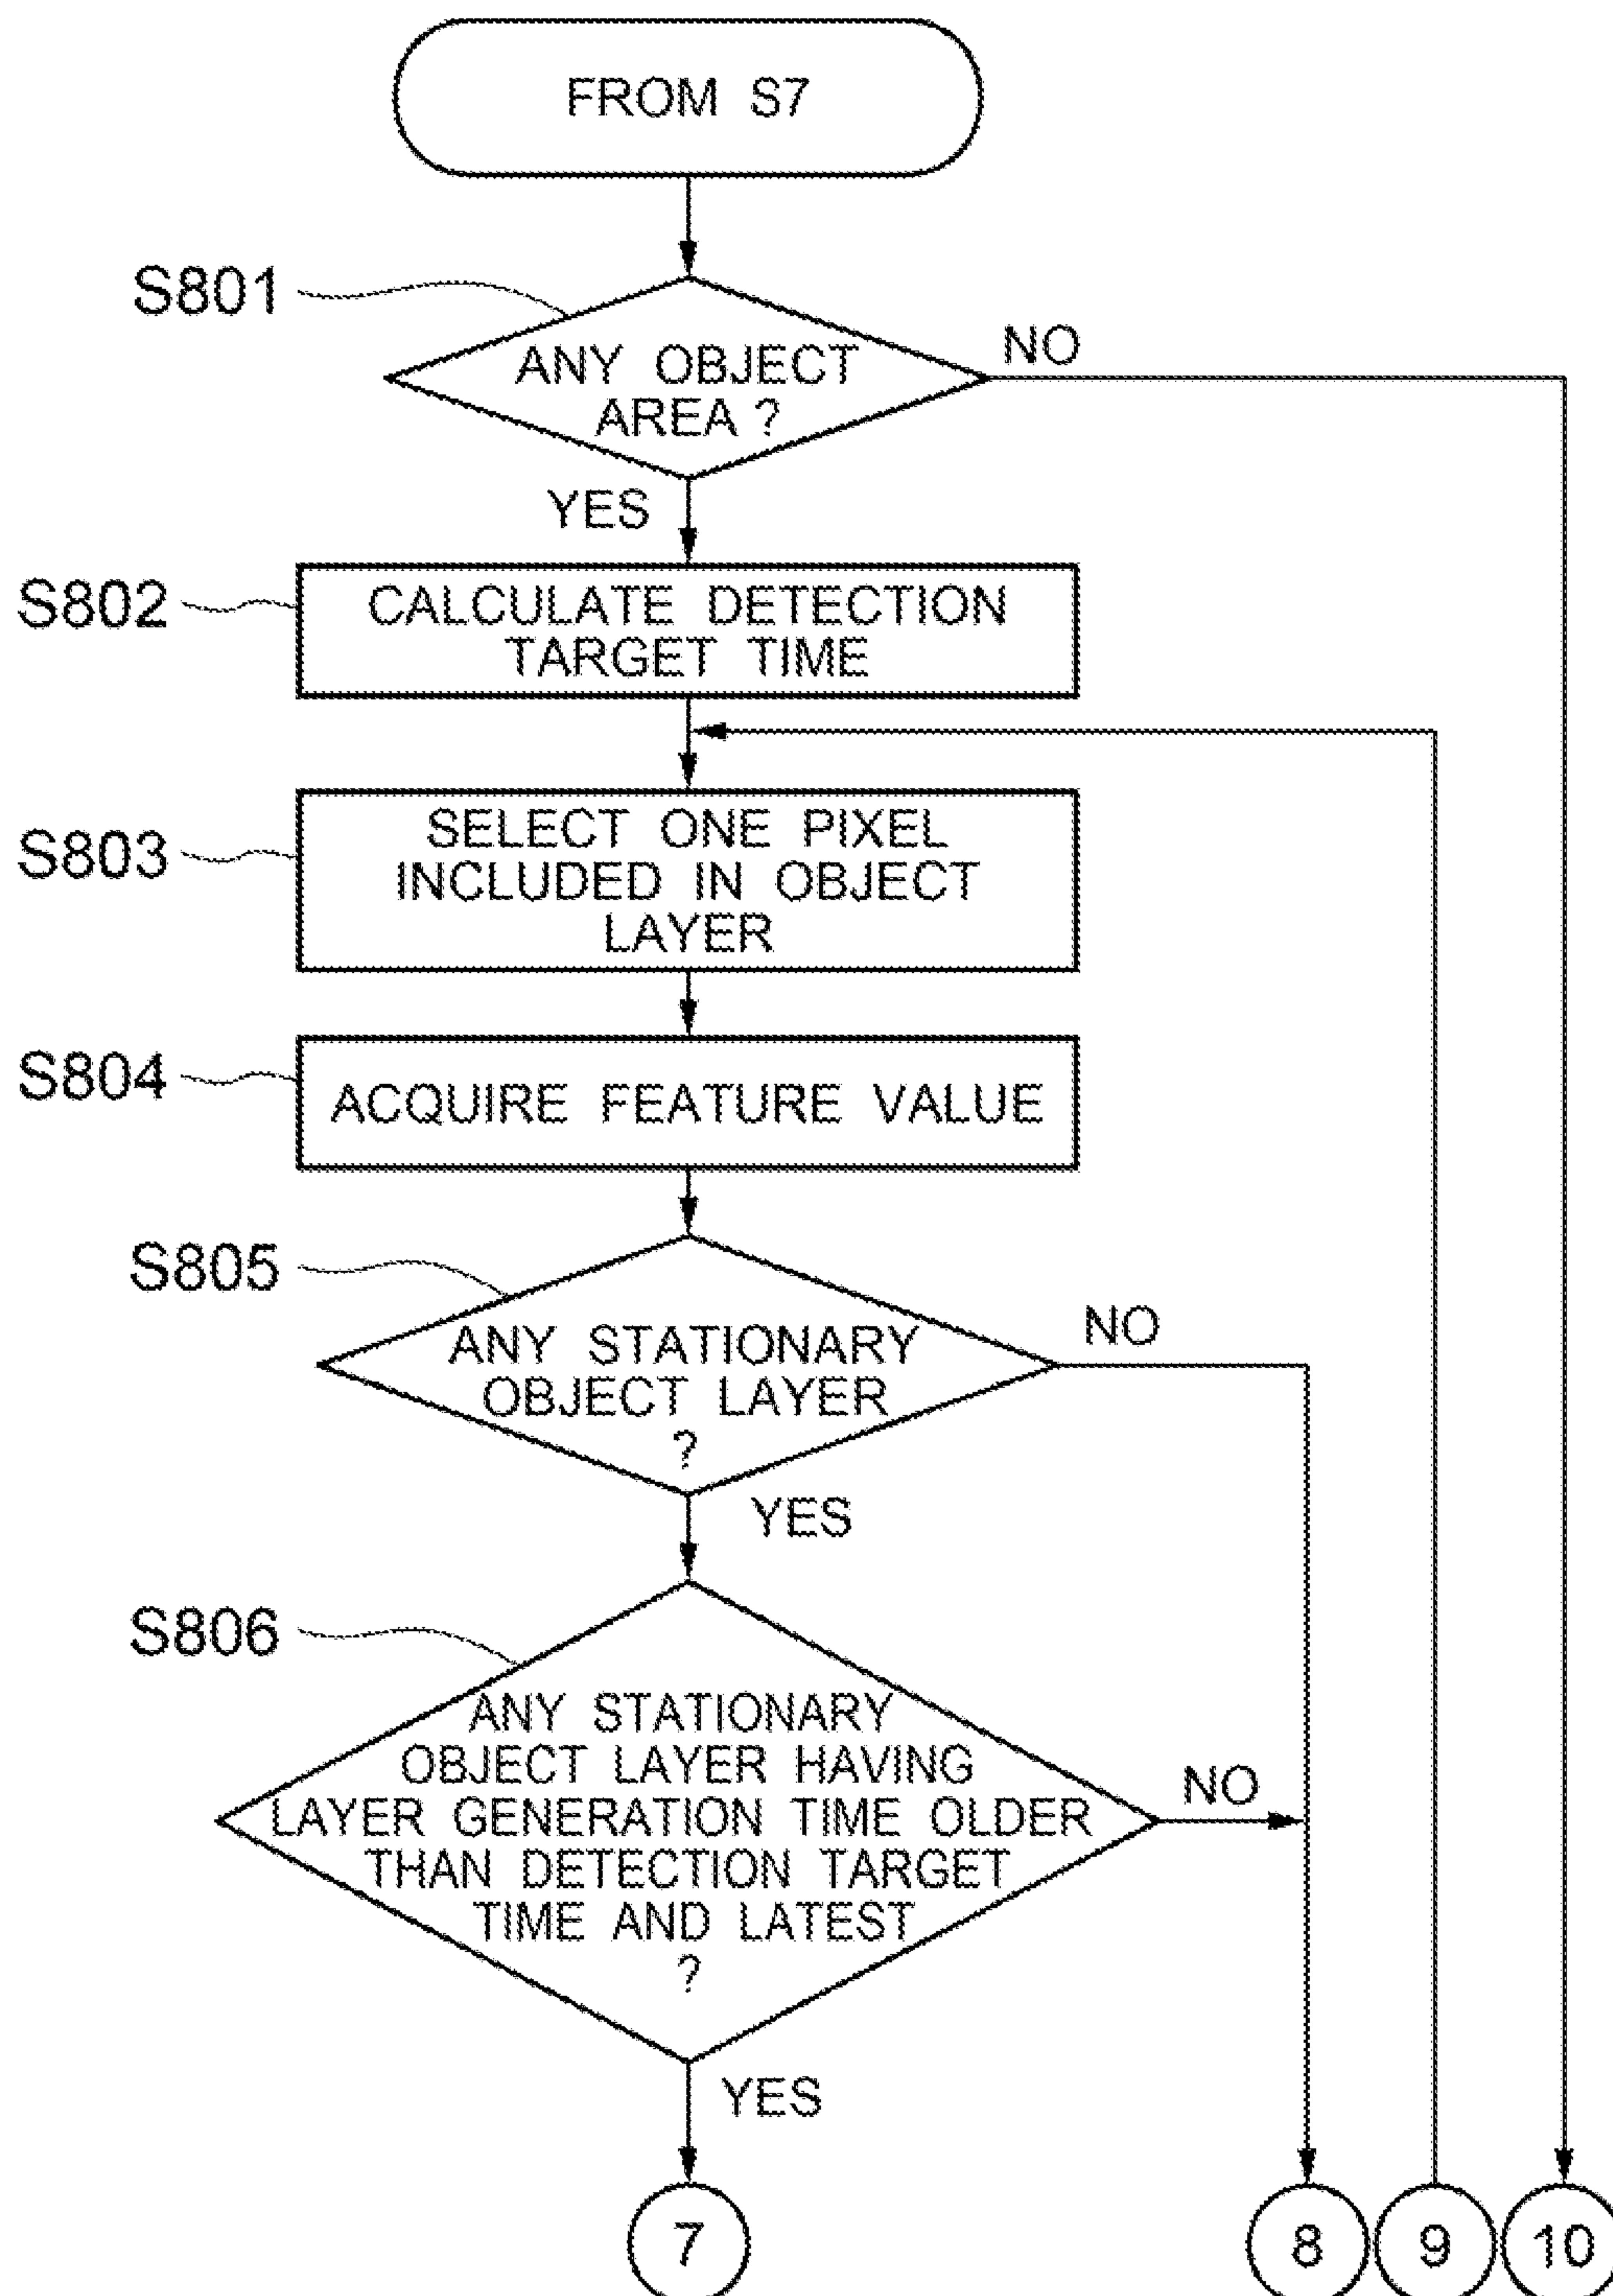 FROM S7
S801
ANY OBJECT
AREA ?
NO
YES
S802
CALCULATE DETECTION
TARGET TIME
S803
SELECT ONE PIXEL
INCLUDED IN OBJECT
LAYER
S804
ACQUIRE FEATURE VALUE
S805
ANY STATIONARY
OBJECT LAYER
?
NO
YES
S806
ANY STATIONARY
OBJECT LAYER HAVING
LAYER GENERATION TIME OLDER
THAN DETECTION TARGET
TIME AND LATEST
?
NO
YES
7
8
9
10